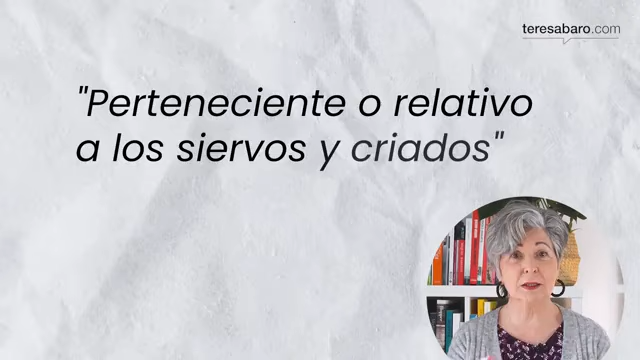 teresabaro.com
"Perteneciente o relativo
a los siervos y criados"